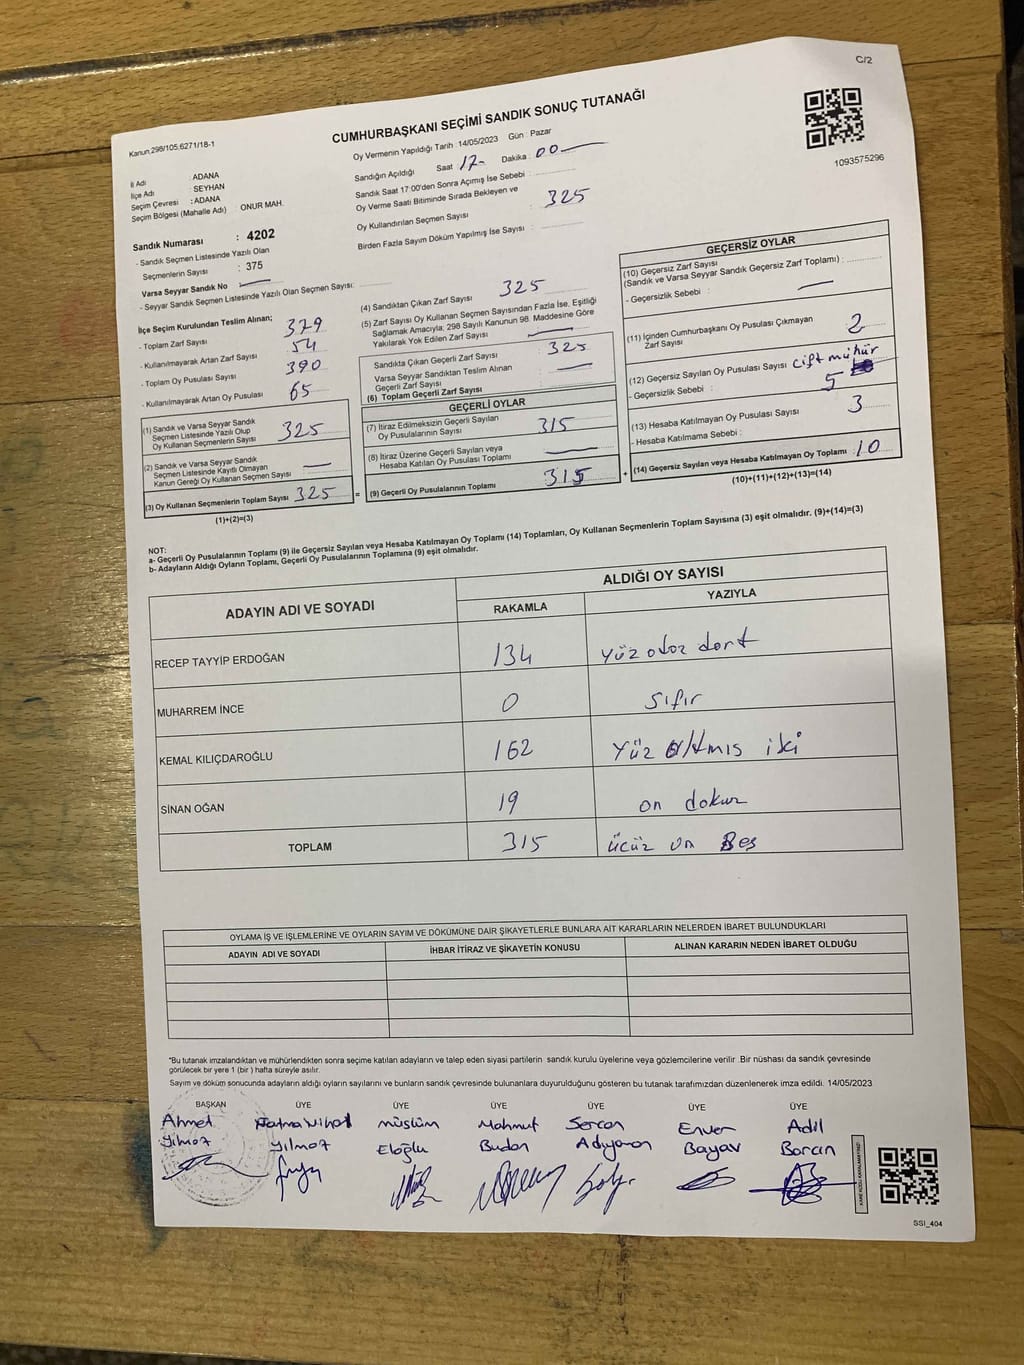 C/2
Kanun,298/105,6271/18-1
CUMHURBAŞKANI SEÇİMİ SANDIK SONUÇ TUTANAĞI
1093575296
İl Adı : ADANA
İlçe Adı : SEYHAN
Seçim Çevresi : ADANA
Seçim Bölgesi (Mahalle Adı) ONUR MAH.
Oy Vermenin Yapıldığı Tarih : 14/05/2023 Gün : Pazar
Sandığın Açıldığı Saat 17- Dakika : 00
Sandık Saat 17:00'den Sonra Açımış İse Sebebi :
Oy Verme Saati Bitiminde Sırada Bekleyen ve
Oy Kullandırılan Seçmen Sayısı 325
Birden Fazla Sayım Döküm Yapılmış İse Sayısı :
Sandık Numarası : 4202
- Sandık Seçmen Listesinde Yazılı Olan
Seçmenlerin Sayısı : 375
Varsa Seyyar Sandık No
- Seyyar Sandık Seçmen Listesinde Yazılı Olan Seçmen Sayısı:
İlçe Seçim Kurulundan Teslim Alınan;
- Toplam Zarf Sayısı 379
- Kullanılmayarak Artan Zarf Sayısı 54
- Toplam Oy Pusulası Sayısı 390
- Kullanılmayarak Artan Oy Pusulası 65
(1) Sandık ve Varsa Seyyar Sandık
Seçmen Listesinde Yazılı Olup
Oy Kullanan Seçmenlerin Sayısı 325
(2) Sandık ve Varsa Seyyar Sandık
Seçmen Listesinde Kayıtlı Olmayan
Kanun Gereği Oy Kullanan Seçmen Sayısı
(3) Oy Kullanan Seçmenlerin Toplam Sayısı 325
(1)+(2)=(3)
(4) Sandıktan Çıkan Zarf Sayısı 325
(5) Zarf Sayısı Oy Kullanan Seçmen Sayısından Fazla İse, Eşitliği
Sağlamak Amacıyla; 298 Sayılı Kanunun 98. Maddesine Göre
Yakılarak Yok Edilen Zarf Sayısı
Sandıkta Çıkan Geçerli Zarf Sayısı : 325
Varsa Seyyar Sandıktan Teslim Alınan
Geçerli Zarf Sayısı
(6) Toplam Geçerli Zarf Sayısı
GEÇERLİ OYLAR
(7) İtiraz Edilmeksizin Geçerli Sayılan
Oy Pusulalarının Sayısı 315
(8) İtiraz Üzerine Geçerli Sayılan veya
Hesaba Katılan Oy Pusulası Toplamı
= (9) Geçerli Oy Pusulalarının Toplamı 315 +
GEÇERSİZ OYLAR
(10) Geçersiz Zarf Sayısı
(Sandık ve Varsa Seyyar Sandık Geçersiz Zarf Toplamı) :
- Geçersizlik Sebebi :
(11) İçinden Cumhurbaşkanı Oy Pusulası Çıkmayan
Zarf Sayısı 2
(12) Geçersiz Sayılan Oy Pusulası Sayısı çift mühür
- Geçersizlik Sebebi : 5
(13) Hesaba Katılmayan Oy Pusulası Sayısı 3
- Hesaba Katılmama Sebebi :
(14) Geçersiz Sayılan veya Hesaba Katılmayan Oy Toplamı 10
(10)+(11)+(12)+(13)=(14)
NOT:
a- Geçerli Oy Pusulalarının Toplamı (9) ile Geçersiz Sayılan veya Hesaba Katılmayan Oy Toplamı (14) Toplamları, Oy Kullanan Seçmenlerin Toplam Sayısına (3) eşit olmalıdır. (9)+(14)=(3)
b- Adayların Aldığı Oyların Toplamı, Geçerli Oy Pusulalarının Toplamına (9) eşit olmalıdır.
ADAYIN ADI VE SOYADI ALDIĞI OY SAYISI
RAKAMLA YAZIYLA
RECEP TAYYİP ERDOĞAN 134 yüz otoz dört
MUHARREM İNCE 0 sıfır
KEMAL KILIÇDAROĞLU 162 yüz altmıs iki
SİNAN OĞAN 19 on dokuz
TOPLAM 315 ücüz on Beş
OYLAMA İŞ VE İŞLEMLERİNE VE OYLARIN SAYIM VE DÖKÜMÜNE DAİR ŞİKAYETLERLE BUNLARA AİT KARARLARIN NELERDEN İBARET BULUNDUKLARI
ADAYIN ADI VE SOYADI İHBAR İTİRAZ VE ŞİKAYETİN KONUSU ALINAN KARARIN NEDEN İBARET OLDUĞU
*Bu tutanak imzalandıktan ve mühürlendikten sonra seçime katılan adayların ve talep eden siyasi partilerin sandık kurulu üyelerine veya gözlemcilerine verilir .Bir nüshası da sandık çevresinde
görülecek bir yere 1 (bir ) hafta süreyle asılır.
Sayım ve döküm sonucunda adayların aldığı oyların sayılarını ve bunların sandık çevresinde bulunanlara duyurulduğunu gösteren bu tutanak tarafımızdan düzenlenerek imza edildi. 14/05/2023
BAŞKAN ÜYE ÜYE ÜYE ÜYE ÜYE ÜYE
Ahmet Fatma Nihal müslüm Mahmut Sercan Enver Adil
Yılmaz Yılmaz Eloğlu Budan Adıyaman Bayav Borcın
SSI_404